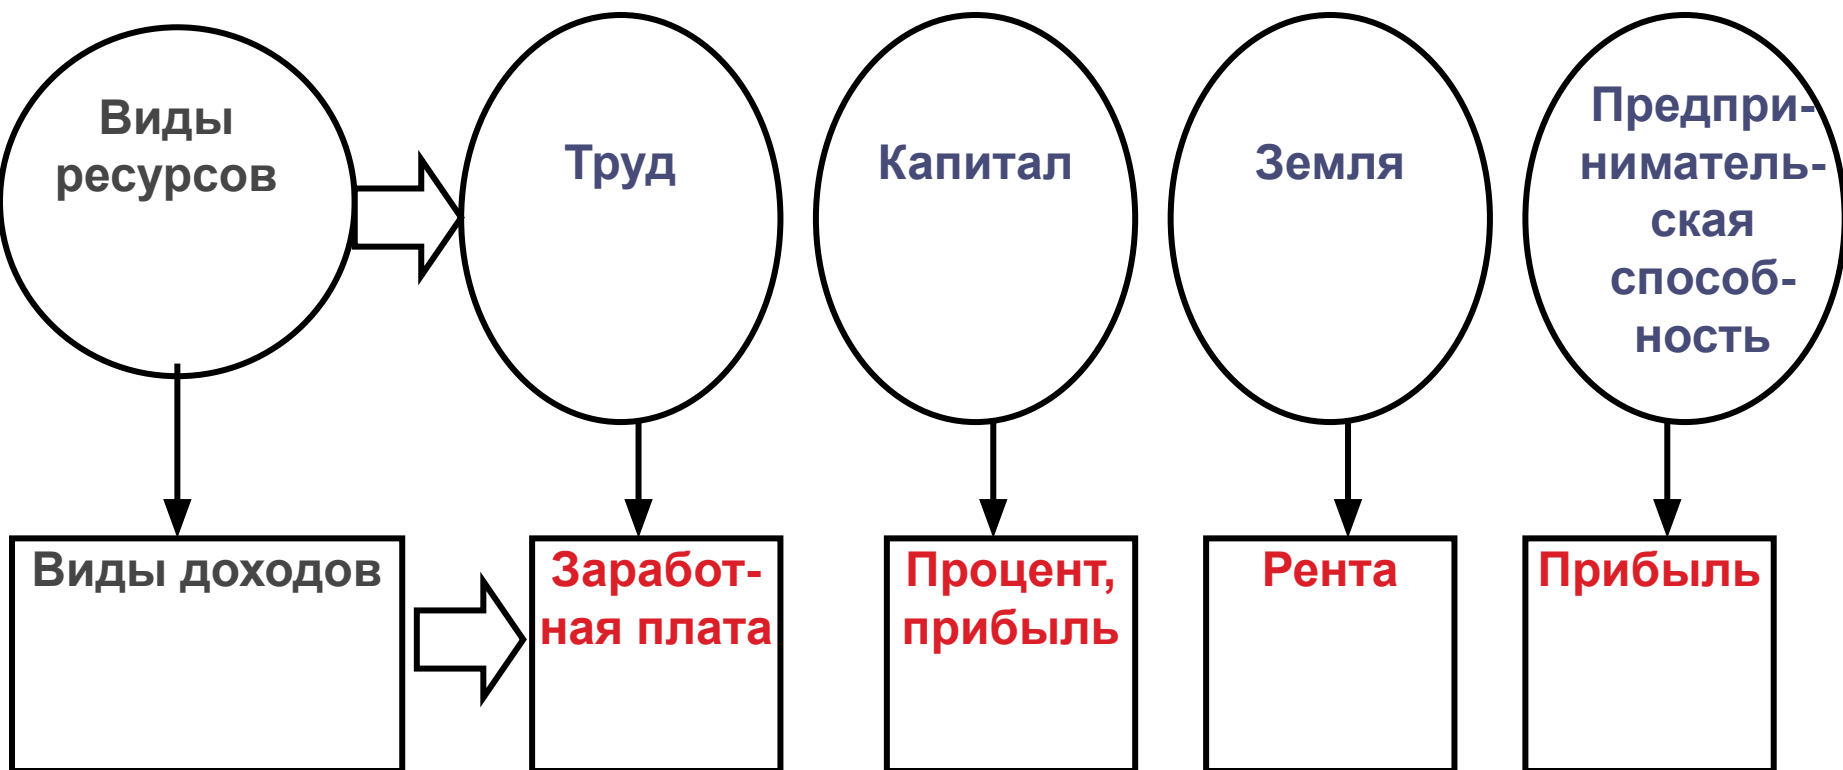 Виды
ресурсов
Труд
Капитал
Земля
Предпри-
ниматель-
ская
способ-
ность
Виды доходов
Заработ-
ная плата
Процент,
прибыль
Рента
Прибыль